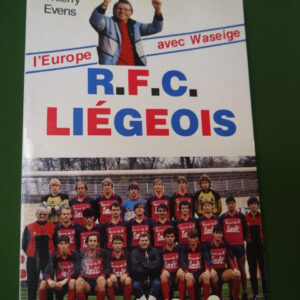 Thierry
Evens
l'Europe avec Waseige
R.F.C.
LIÉGEOIS